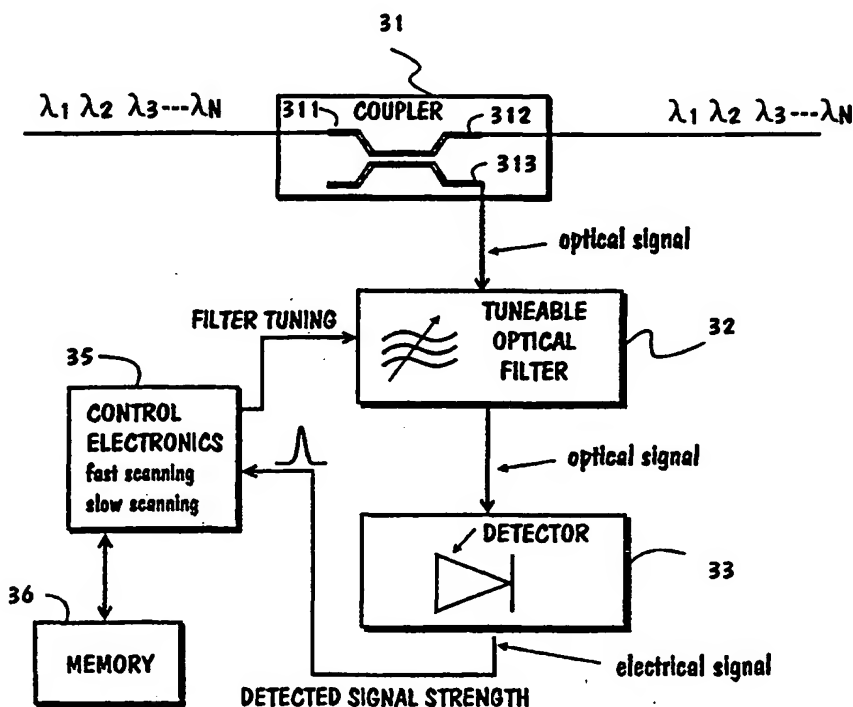 31
λ1 λ2 λ3---λN
311 COUPLER 312
λ1 λ2 λ3---λN
313
optical signal
FILTER TUNING
TUNEABLE
OPTICAL
FILTER
32
35
CONTROL
ELECTRONICS
fast scanning
slow scanning
optical signal
DETECTOR
33
36
MEMORY
electrical signal
DETECTED SIGNAL STRENGTH